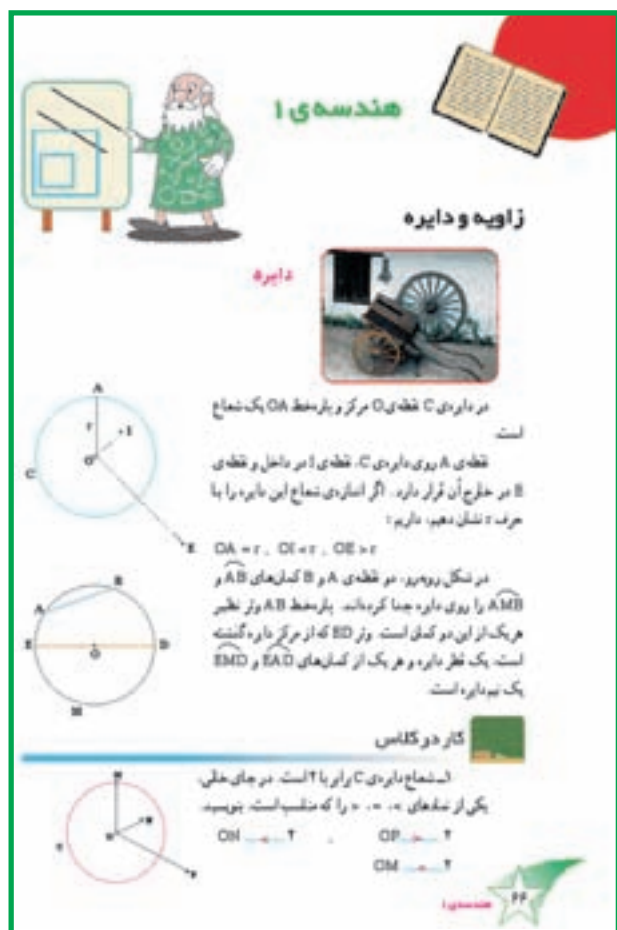 هندسه‌ی ۱
زاویه و دایره
دایره
در دایره‌ی C نقطه‌ی O مرکز و پاره‌خط OA یک شعاع
است.
نقطه‌ی A روی دایره‌ی C، نقطه‌ی I در داخل و نقطه‌ی
E در خارج آن قرار دارد. اگر اندازه‌ی شعاع این دایره را با
حرف r نشان دهیم، داریم:
OA = r , OI < r , OE > r
A
r
I
O
C
E
در شکل روبه‌رو، دو نقطه‌ی A و B کمان‌های AB و
AMB را روی دایره جدا کرده‌اند. پاره‌خط AB وتر نظیر
هر یک از این دو کمان است. وتر ED که از مرکز دایره گذشته
است، یک قطر دایره و هر یک از کمان‌های EAD و EMD
یک نیم‌دایره است.
B
A
E
O
D
M
کار در کلاس
۱ـ شعاع دایره‌ی C برابر با ۲ است. در جای خالی،
یکی از نمادهای > ، = ، < را که مناسب است، بنویسید.
OP ۲ , ON ۲
OM ۲
۶۶
هندسه‌ی ۱